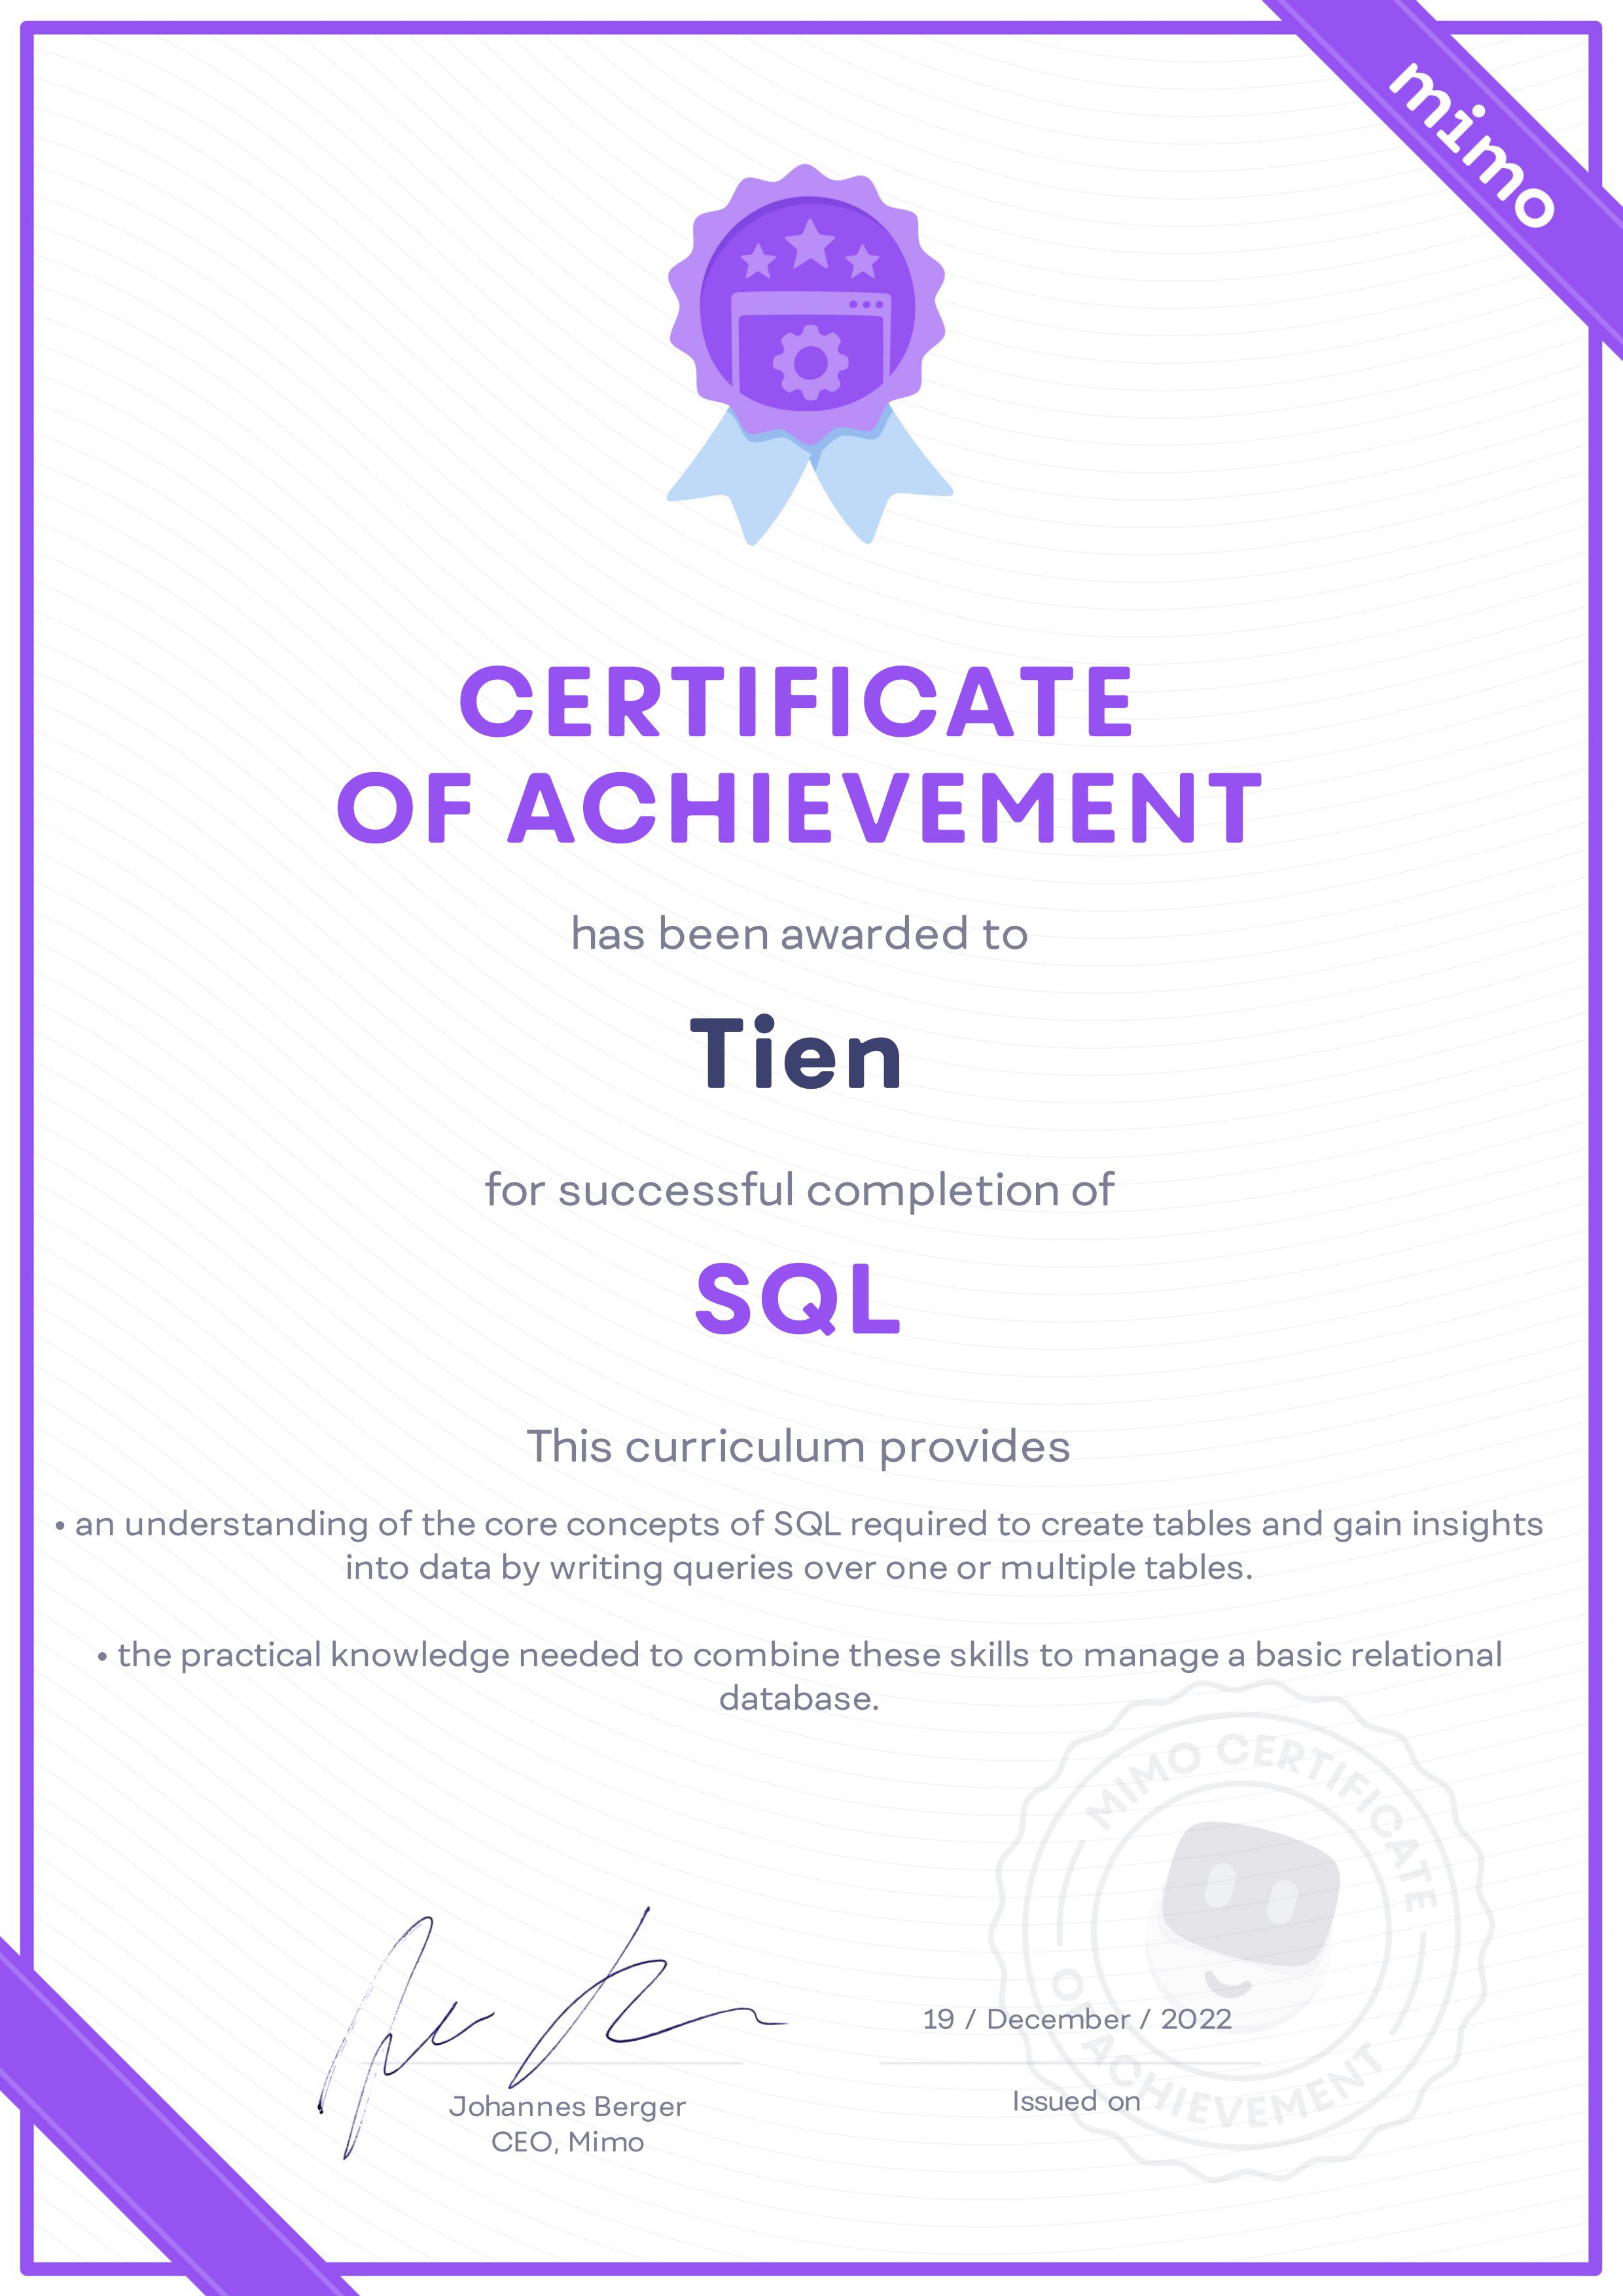 mimo
CERTIFICATE
OF ACHIEVEMENT
has been awarded to
Tien
for successful completion of
SQL
This curriculum provides
• an understanding of the core concepts of SQL required to create tables and gain insights
into data by writing queries over one or multiple tables.
• the practical knowledge needed to combine these skills to manage a basic relational
database.
MIMO CERTIFICATE
OF ACHIEVEMENT
19 / December / 2022
Issued on
Johannes Berger
CEO, Mimo